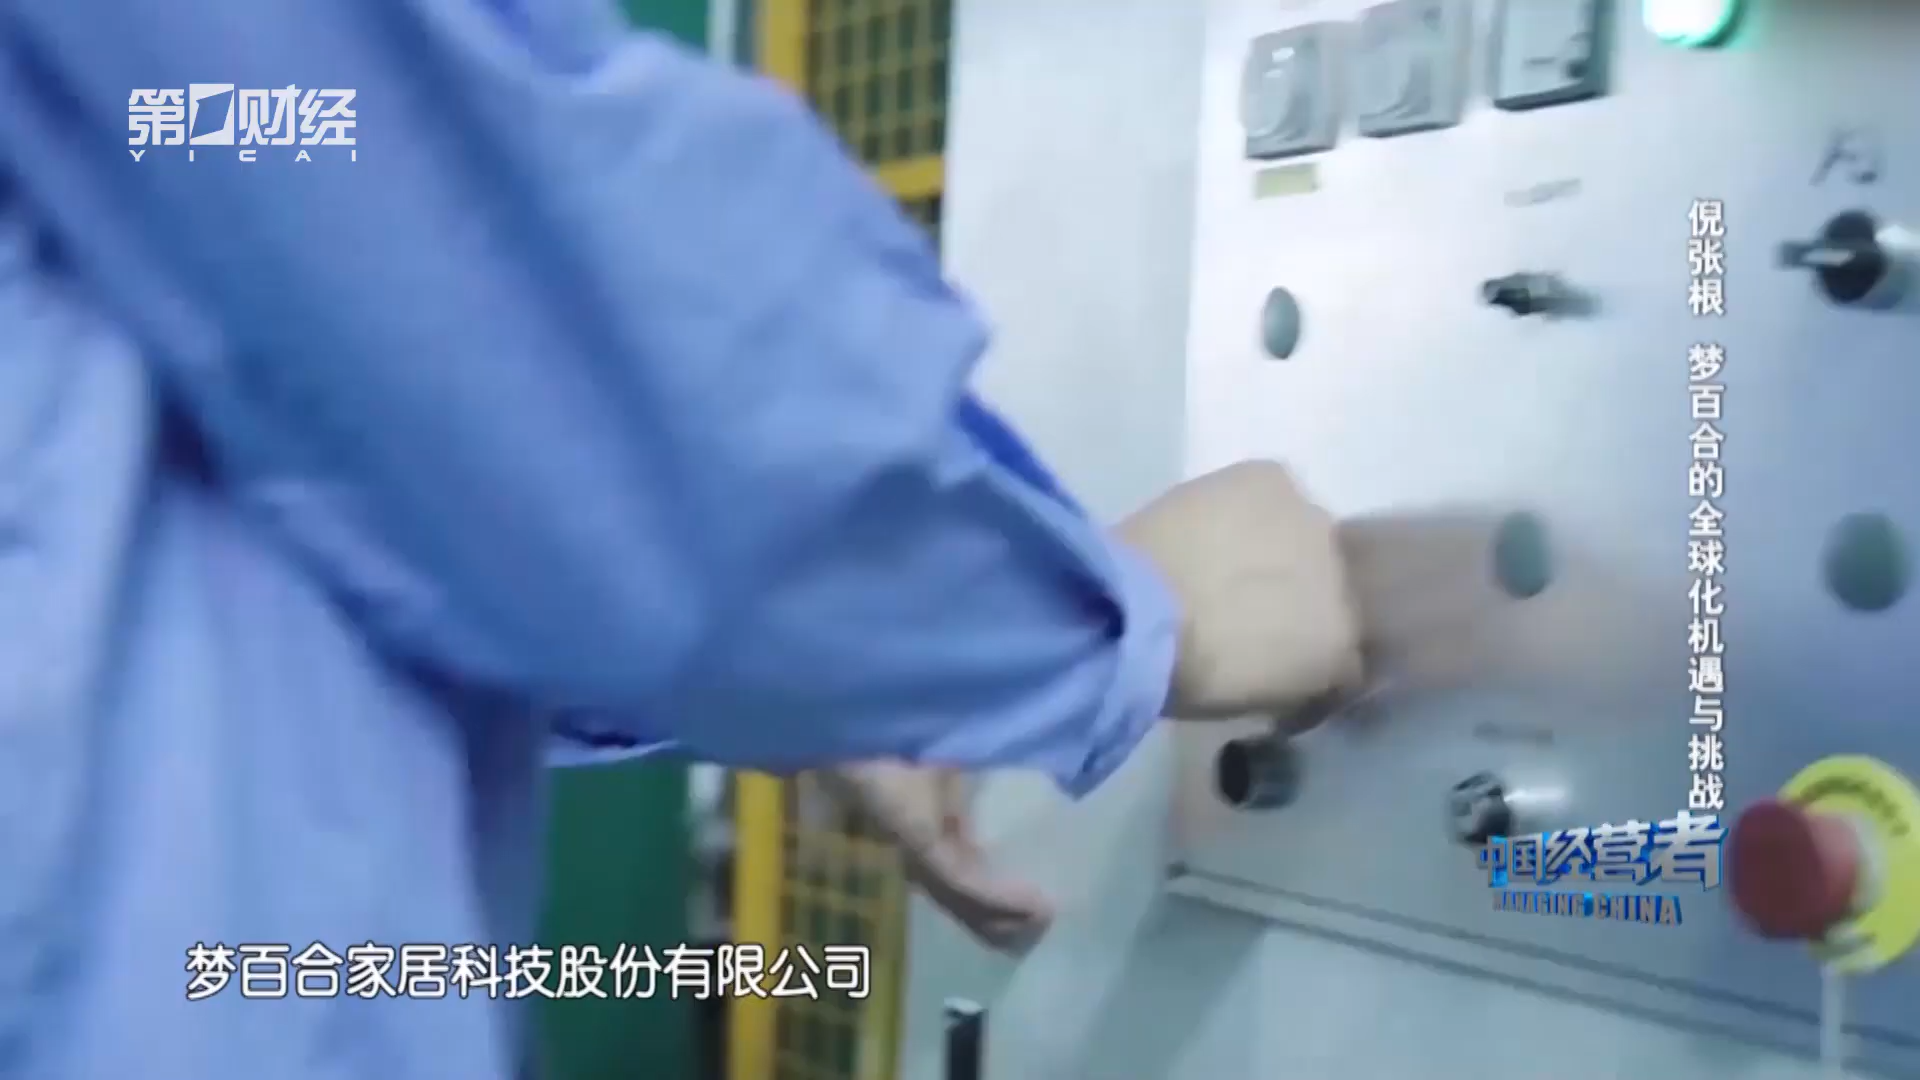 第一财经
YICAI
倪张根 梦百合的全球化机遇与挑战
中国经营者
MANAGING CHINA
梦百合家居科技股份有限公司